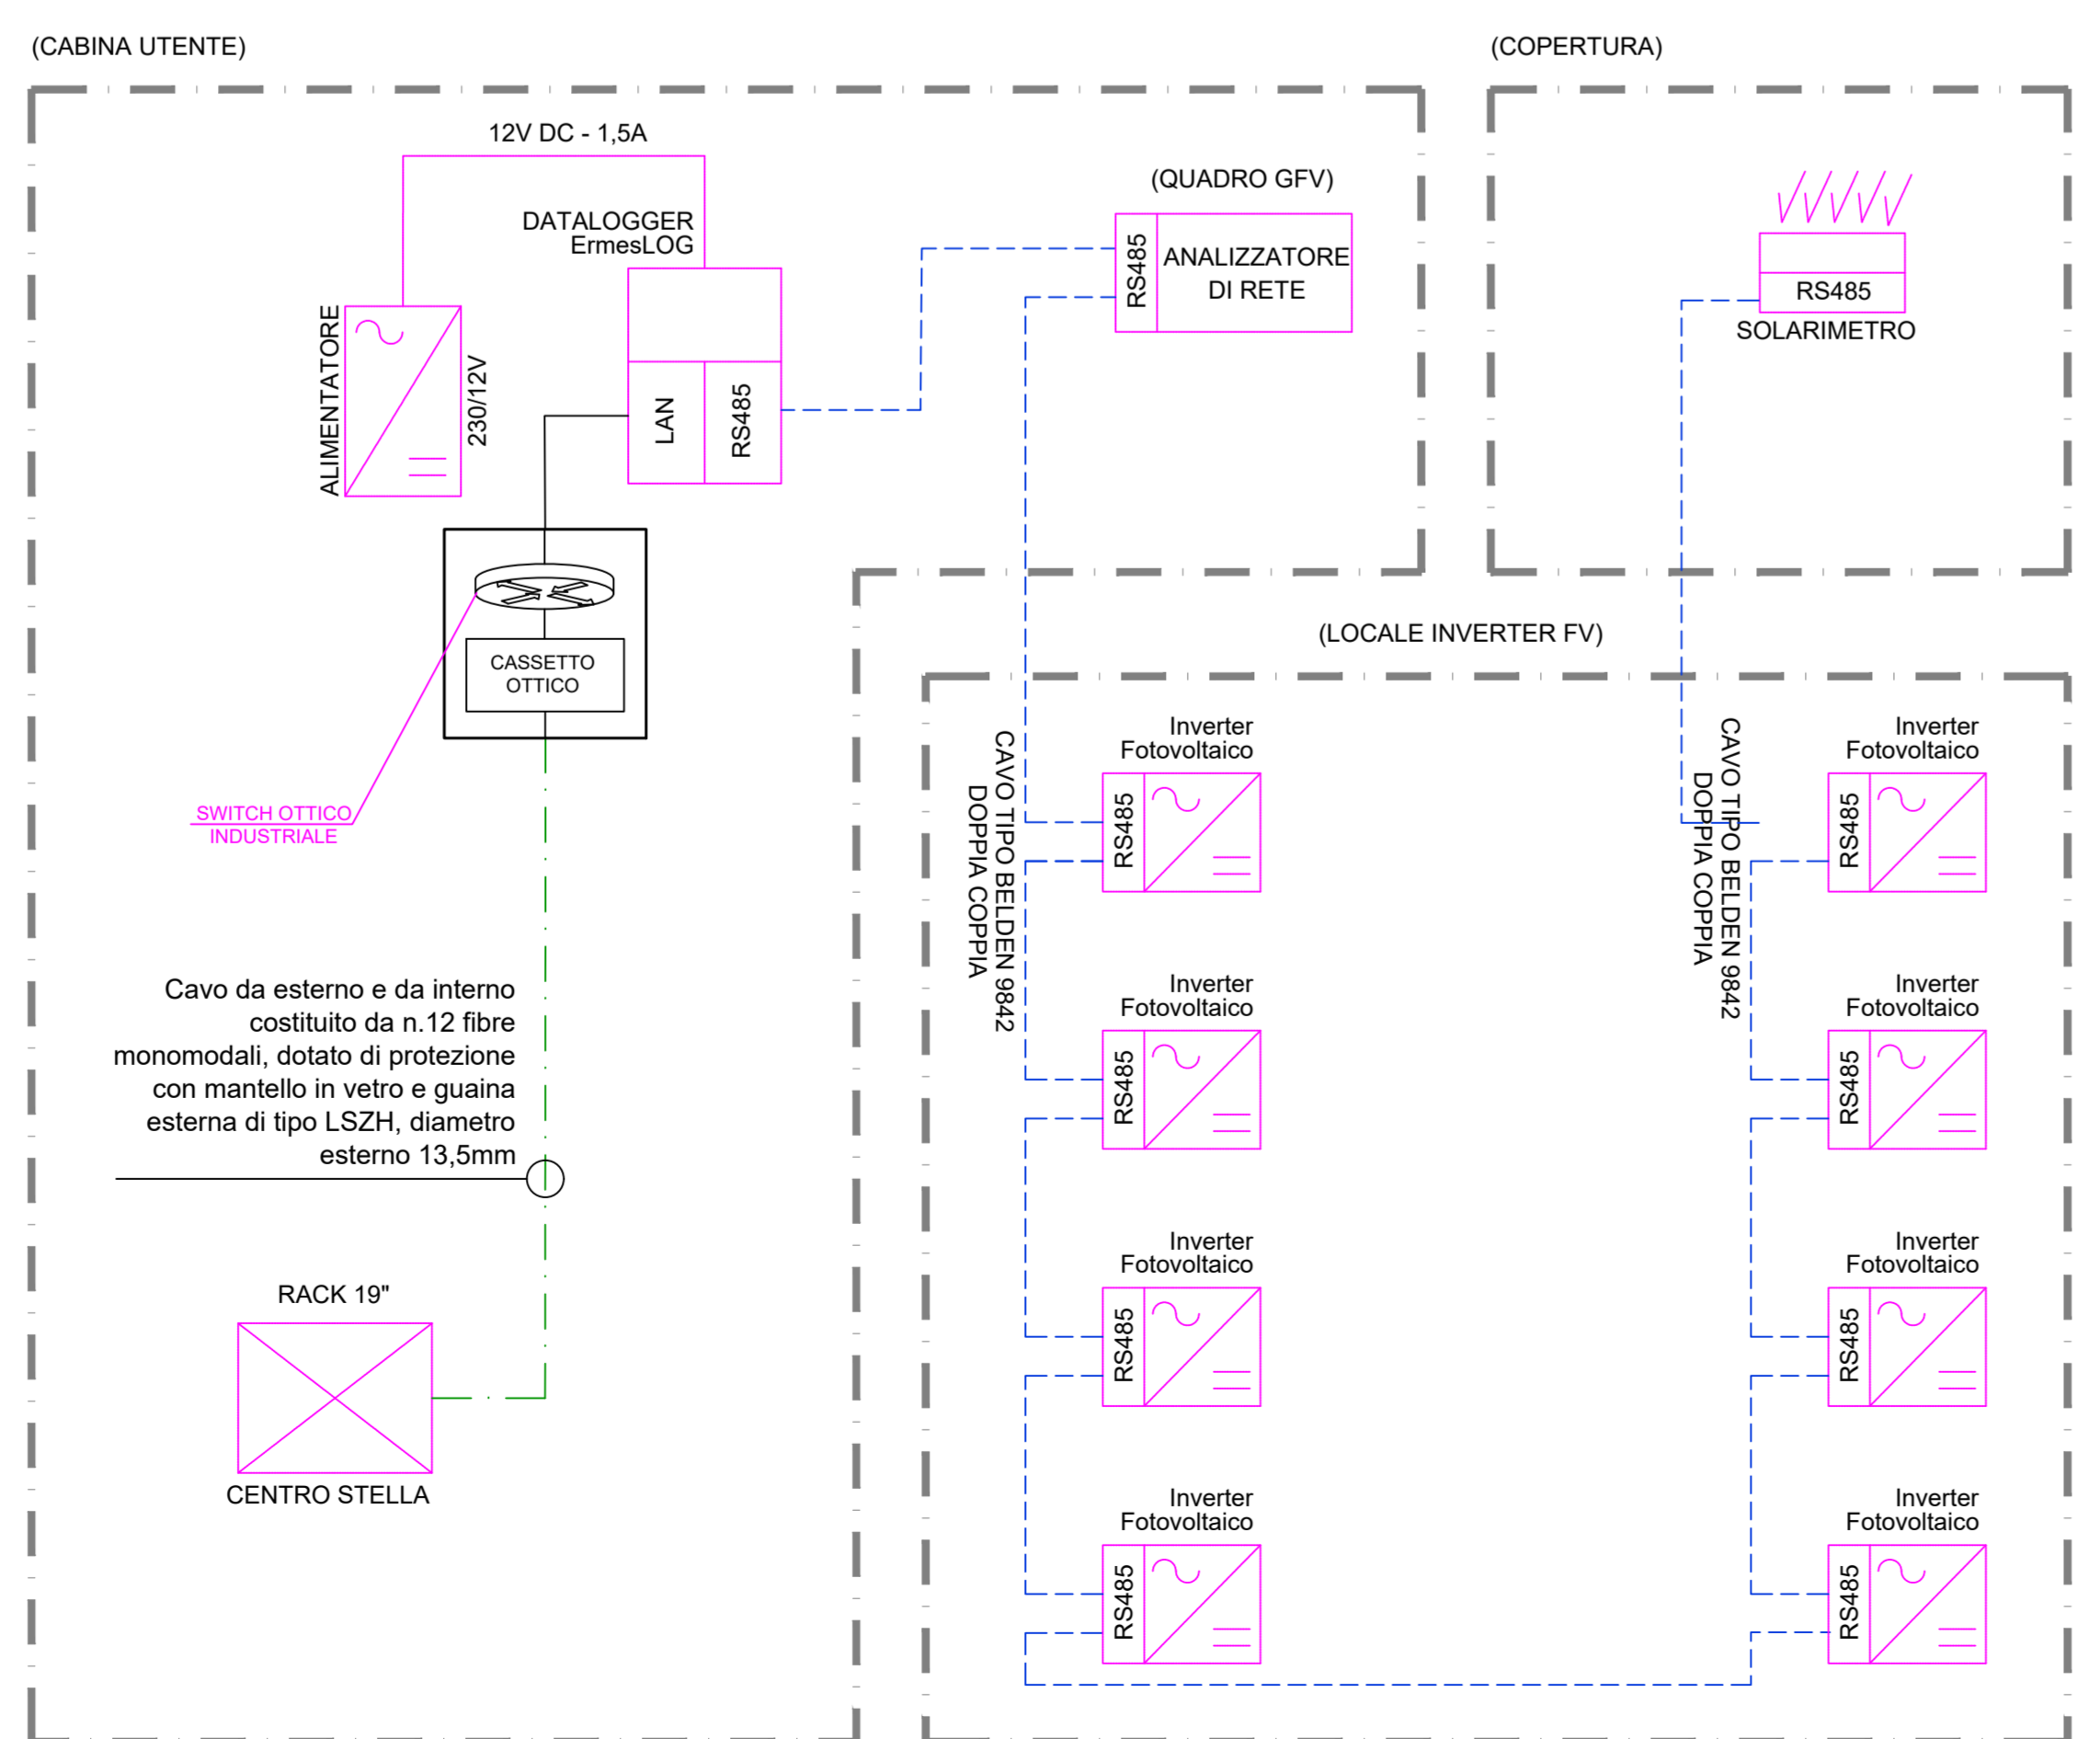 (CABINA UTENTE)
(COPERTURA)
12V DC - 1,5A
(QUADRO GFV)
DATALOGGER
ErmesLOG
RS485
ANALIZZATORE
DI RETE
RS485
SOLARIMETRO
ALIMENTATORE
230/12V
LAN
RS485
(LOCALE INVERTER FV)
CASSETTO
OTTICO
SWITCH OTTICO
INDUSTRIALE
CAVO TIPO BELDEN 9842
DOPPIA COPPIA
Inverter
Fotovoltaico
RS485
CAVO TIPO BELDEN 9842
DOPPIA COPPIA
Inverter
Fotovoltaico
RS485
Inverter
Fotovoltaico
RS485
Inverter
Fotovoltaico
RS485
Cavo da esterno e da interno
costituito da n.12 fibre
monomodali, dotato di protezione
con mantello in vetro e guaina
esterna di tipo LSZH, diametro
esterno 13,5mm
Inverter
Fotovoltaico
RS485
Inverter
Fotovoltaico
RS485
RACK 19"
CENTRO STELLA
Inverter
Fotovoltaico
RS485
Inverter
Fotovoltaico
RS485